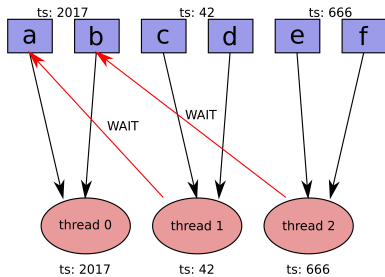 ts: 2017 ts: 42 ts: 666
a b c d e f
WAIT
WAIT
thread 0 thread 1 thread 2
ts: 2017 ts: 42 ts: 666